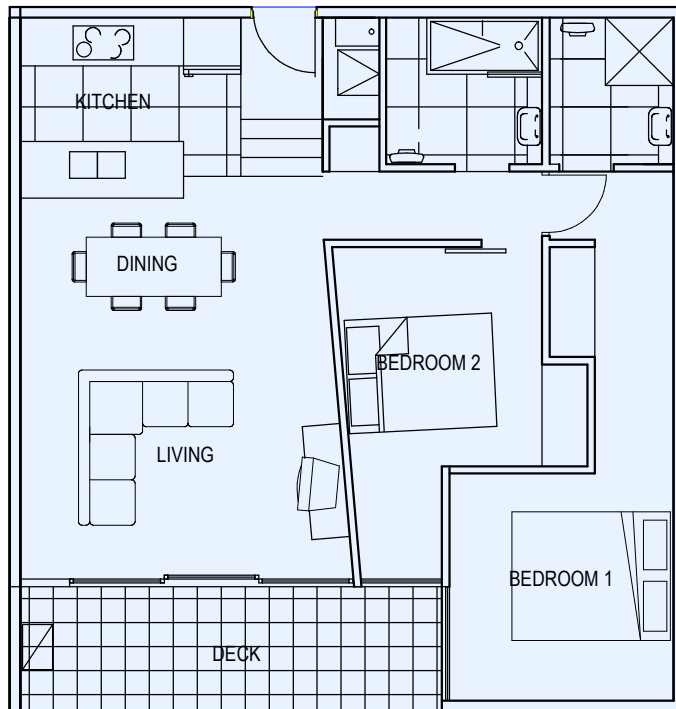 KITCHEN
DINING
BEDROOM 2
LIVING
BEDROOM 1
DECK